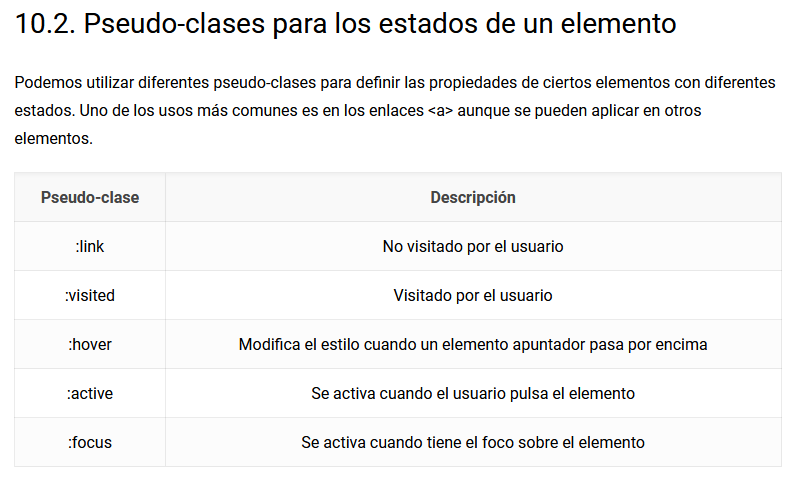 10.2. Pseudo-clases para los estados de un elemento
Podemos utilizar diferentes pseudo-clases para definir las propiedades de ciertos elementos con diferentes
estados. Uno de los usos más comunes es en los enlaces <a> aunque se pueden aplicar en otros
elementos.
Pseudo-clase Descripción
:link No visitado por el usuario
:visited Visitado por el usuario
:hover Modifica el estilo cuando un elemento apuntador pasa por encima
:active Se activa cuando el usuario pulsa el elemento
:focus Se activa cuando tiene el foco sobre el elemento